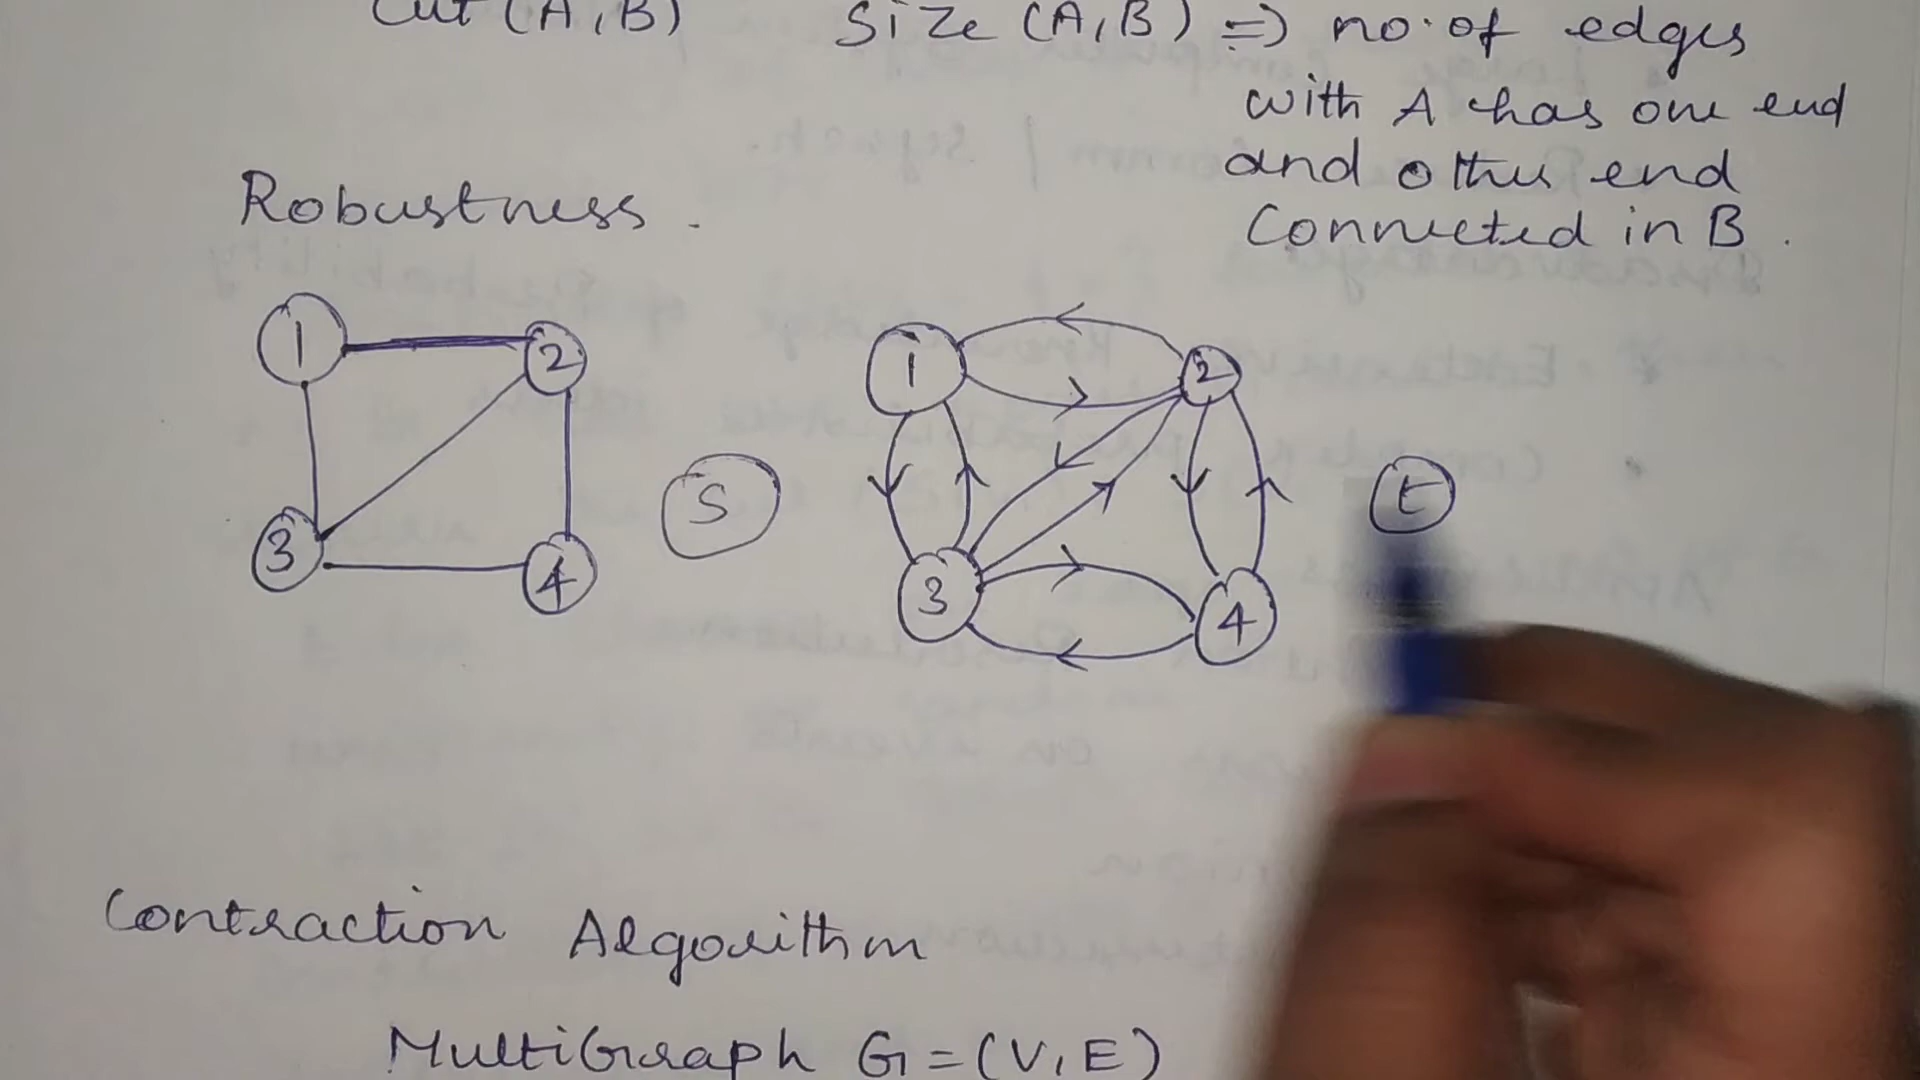 Cut (A,B) Size (A,B) => no. of edges
with A has one end
and other end
Connected in B.
Robustness.
1 2 1 2
S t
3 4 3 4
Contraction Algorithm
MultiGraph G=(V,E)